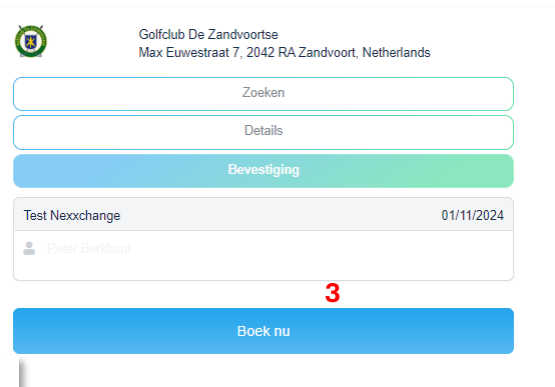 Golfclub De Zandvoortse
Max Euwestraat 7, 2042 RA Zandvoort, Netherlands
Zoeken
Details
Bevestiging
Test Nexxchange 01/11/2024
Peter Berkhout
3
Boek nu